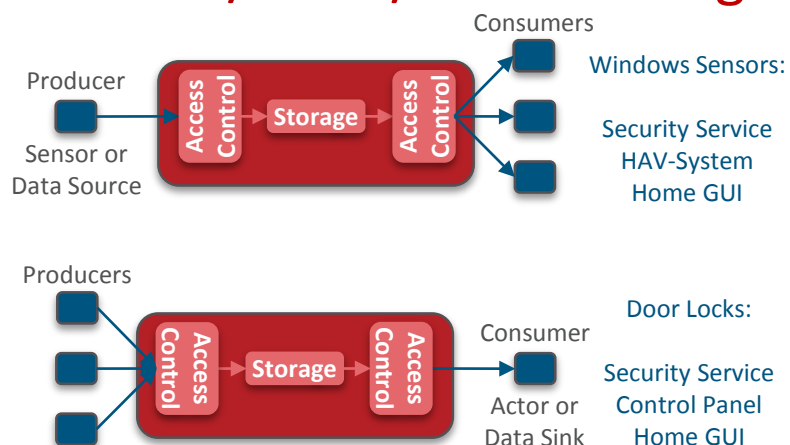 Consumers
Producer
Access
Control
Storage
Access
Control
Sensor or
Data Source
Windows Sensors:
Security Service
HAV-System
Home GUI
Producers
Access
Control
Storage
Access
Control
Consumer
Actor or
Data Sink
Door Locks:
Security Service
Control Panel
Home GUI